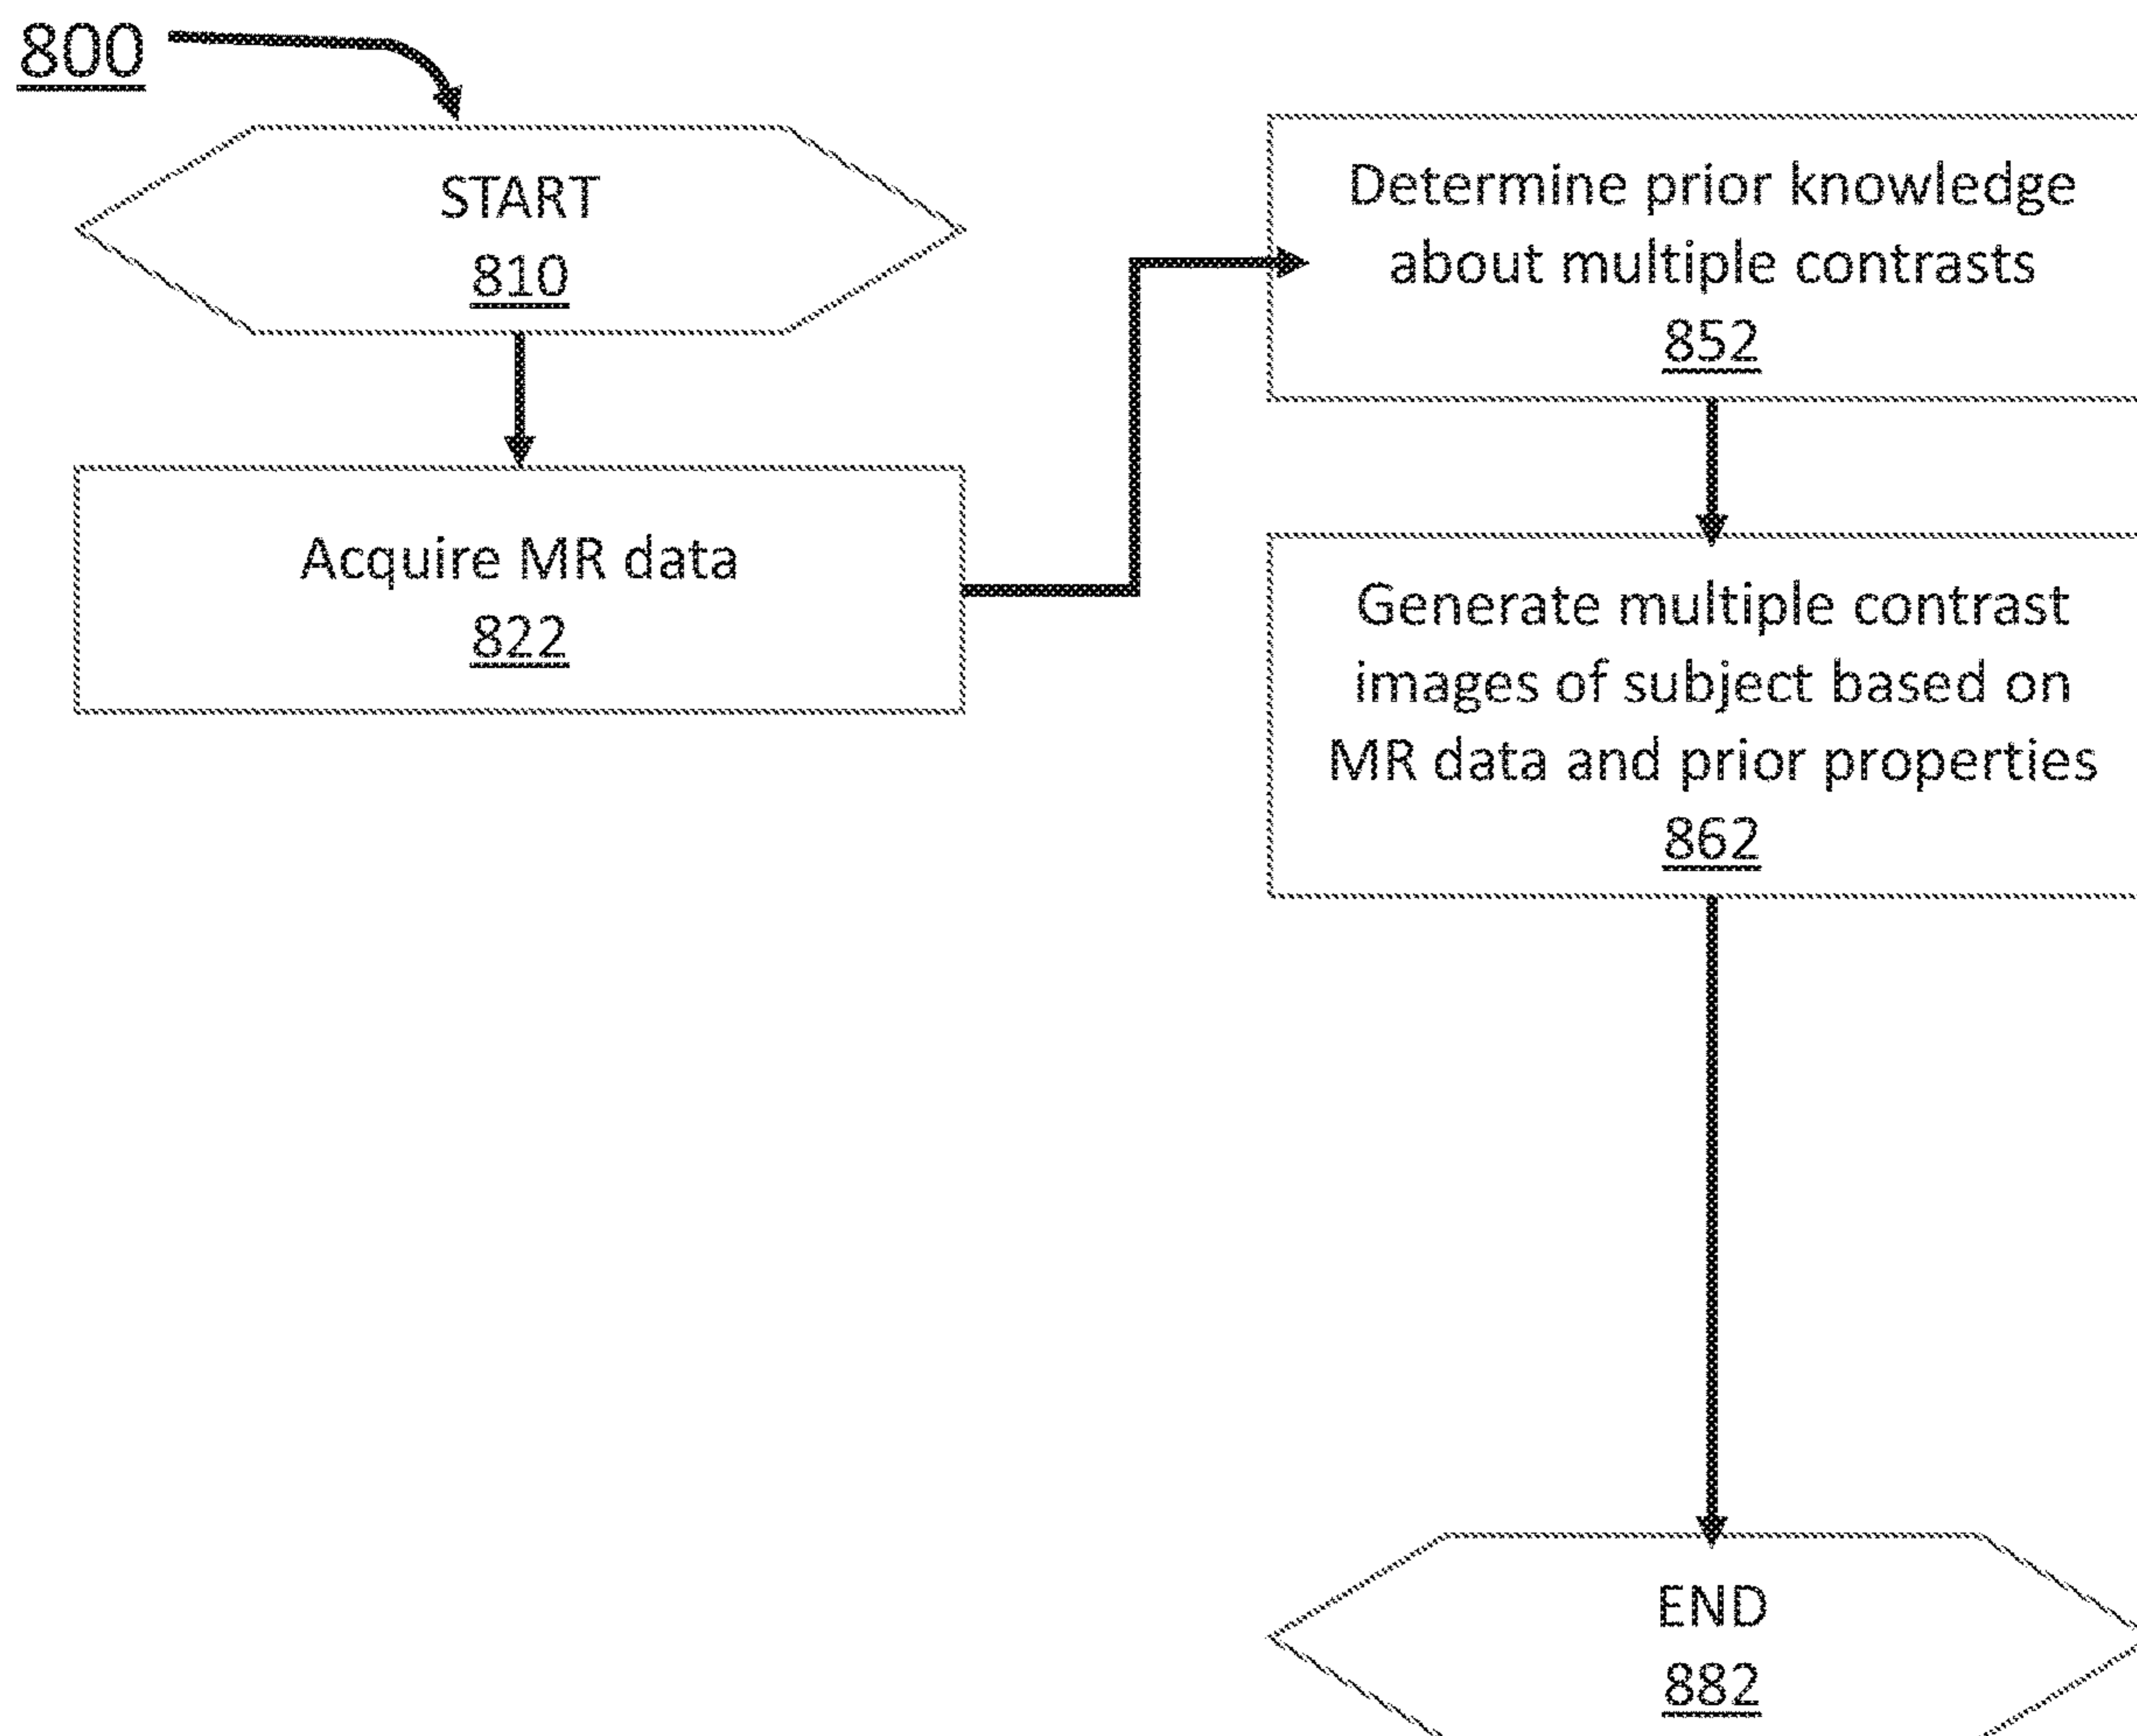 800
START
810
Acquire MR data
822
Determine prior knowledge
about multiple contrasts
852
Generate multiple contrast
images of subject based on
MR data and prior properties
862
END
882